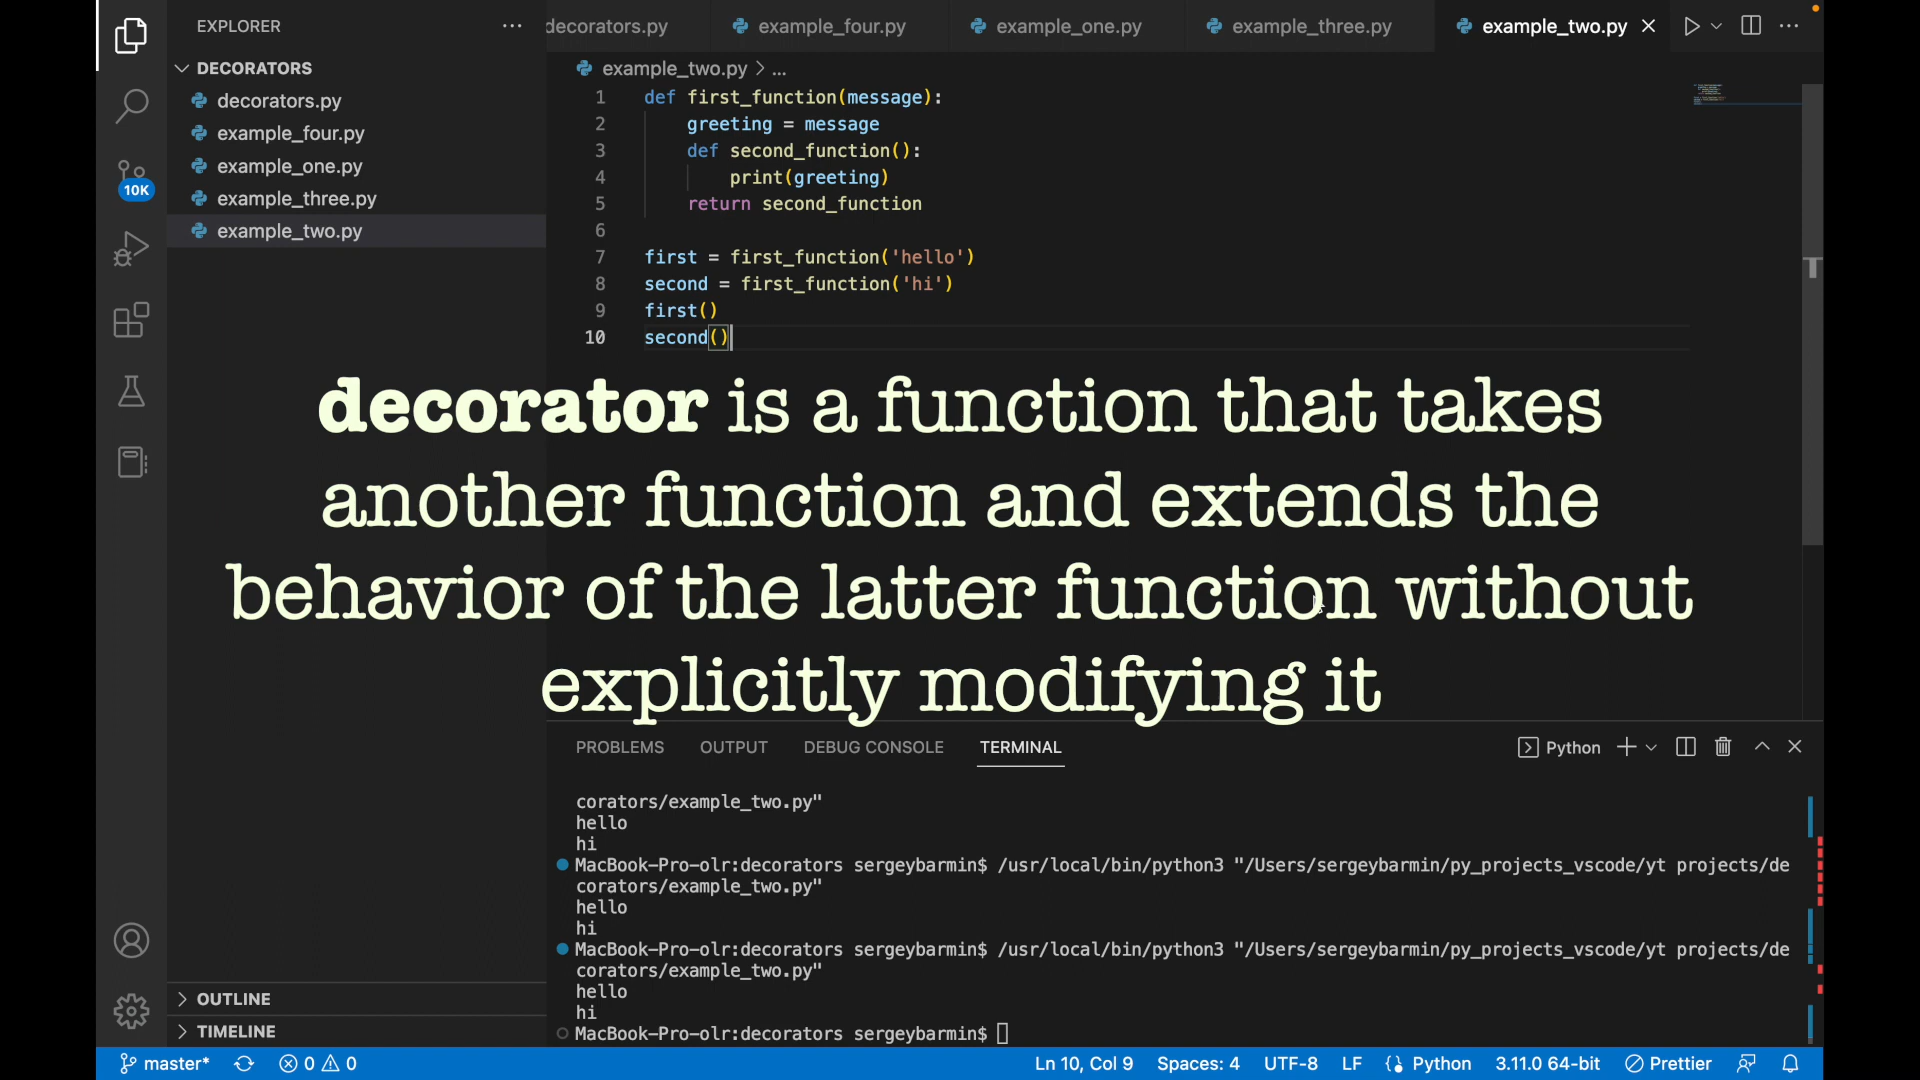 EXPLORER
decorators.py
example_four.py
example_one.py
example_three.py
example_two.py
DECORATORS
decorators.py
example_four.py
example_one.py
example_three.py
example_two.py
10K
example_two.py > ...
1 def first_function(message):
2 greeting = message
3 def second_function():
4 print(greeting)
5 return second_function
6
7 first = first_function('hello')
8 second = first_function('hi')
9 first()
10 second()
decorator is a function that takes
another function and extends the
behavior of the latter function without
explicitly modifying it
PROBLEMS OUTPUT DEBUG CONSOLE TERMINAL
Python
corators/example_two.py"
hello
hi
MacBook-Pro-olr:decorators sergeybarmin$ /usr/local/bin/python3 "/Users/sergeybarmin/py_projects_vscode/yt projects/de
corators/example_two.py"
hello
hi
MacBook-Pro-olr:decorators sergeybarmin$ /usr/local/bin/python3 "/Users/sergeybarmin/py_projects_vscode/yt projects/de
corators/example_two.py"
hello
hi
MacBook-Pro-olr:decorators sergeybarmin$
OUTLINE
TIMELINE
master* 0 0 Ln 10, Col 9 Spaces: 4 UTF-8 LF Python 3.11.0 64-bit Prettier